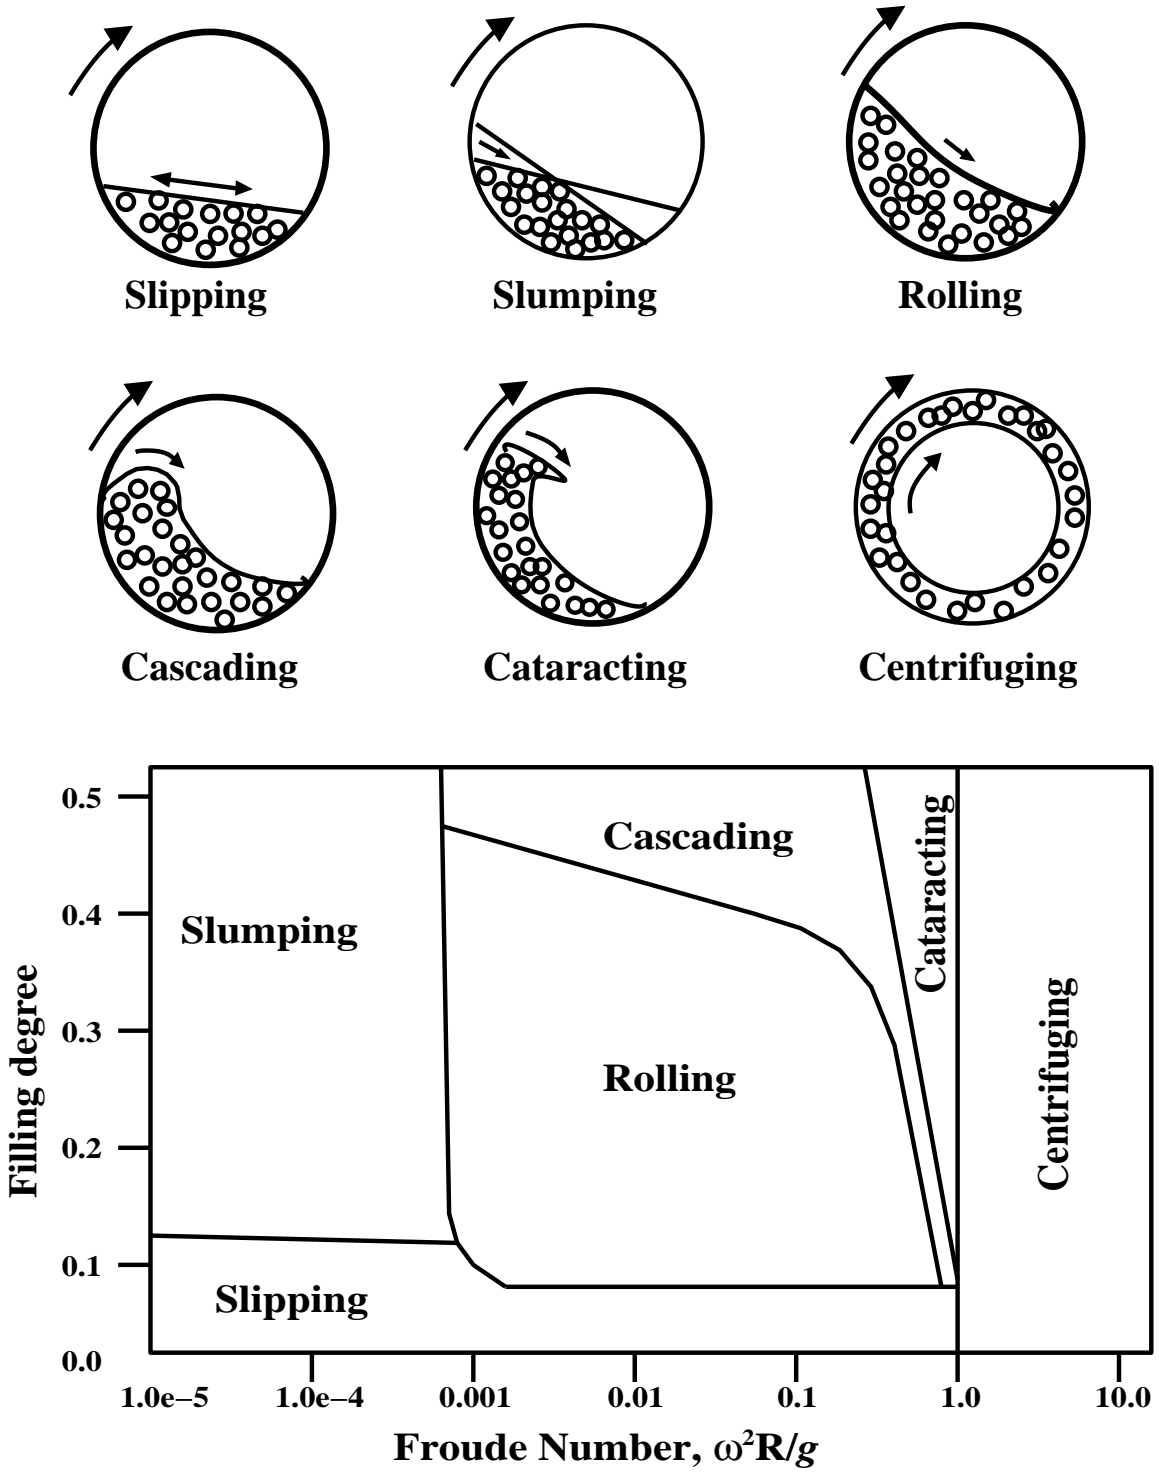 Slipping
Slumping
Rolling
Cascading
Cataracting
Centrifuging
0.5
0.4
0.3
0.2
0.1
0.0
Filling degree
Slumping
Cascading
Cataracting
Rolling
Centrifuging
Slipping
1.0e−5
1.0e−4
0.001
0.01
0.1
1.0
10.0
Froude Number, ω²R/g